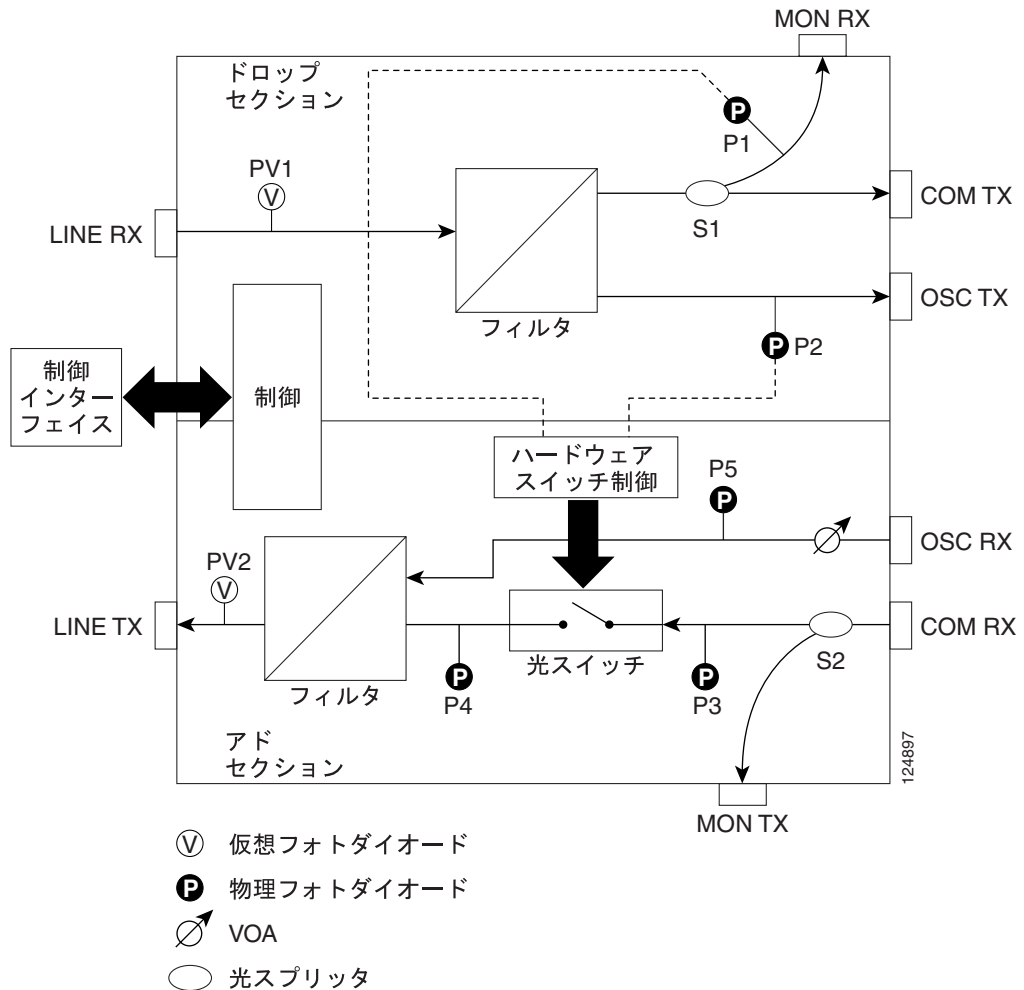 MON RX
ドロップ
セクション
P
P1
PV1
V
COM TX
S1
LINE RX
OSC TX
フィルタ
P
P2
制御
インター
フェイス
制御
ハードウェア
スイッチ制御
P5
P
OSC RX
PV2
V
LINE TX
COM RX
S2
光スイッチ
フィルタ
P
P4
P
P3
アド
セクション
124897
MON TX
V 仮想フォトダイオード
P 物理フォトダイオード
VOA
光スプリッタ